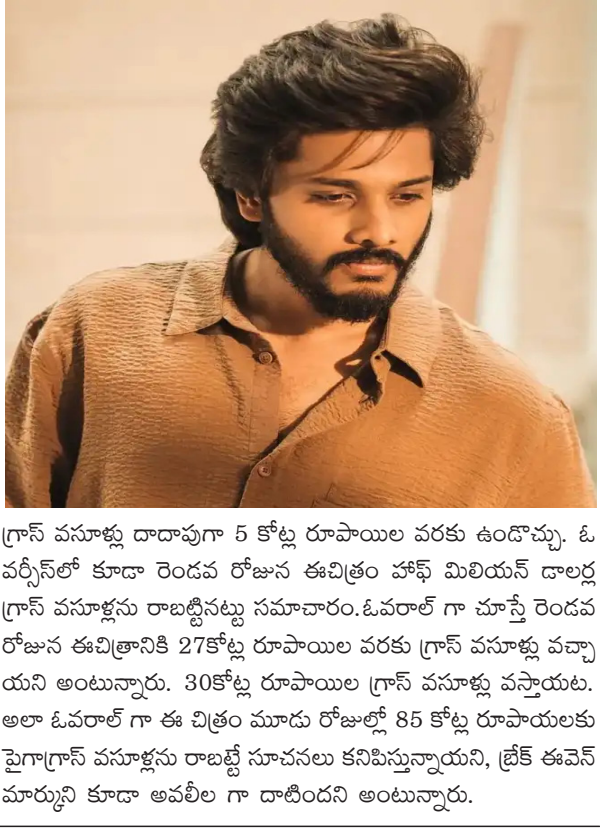 గ్రాస్ వసూళ్లు దాదాపుగా 5 కోట్ల రూపాయిల వరకు ఉండొచ్చు. ఓ
వర్సీస్‌లో కూడా రెండవ రోజున ఈచిత్రం హాఫ్ మిలియన్ డాలర్ల
గ్రాస్ వసూళ్లను రాబట్టినట్టు సమాచారం.ఓవరాల్ గా చూస్తే రెండవ
రోజున ఈచిత్రానికి 27కోట్ల రూపాయిల వరకు గ్రాస్ వసూళ్లు వచ్చా
యని అంటున్నారు. 30కోట్ల రూపాయిల గ్రాస్ వసూళ్లు వస్తాయట.
అలా ఓవరాల్ గా ఈ చిత్రం మూడు రోజుల్లో 85 కోట్ల రూపాయలకు
పైగాగ్రాస్ వసూళ్లను రాబట్టే సూచనలు కనిపిస్తున్నాయని, బ్రేక్ ఈవెన్
మార్కుని కూడా అవలీల గా దాటిందని అంటున్నారు.